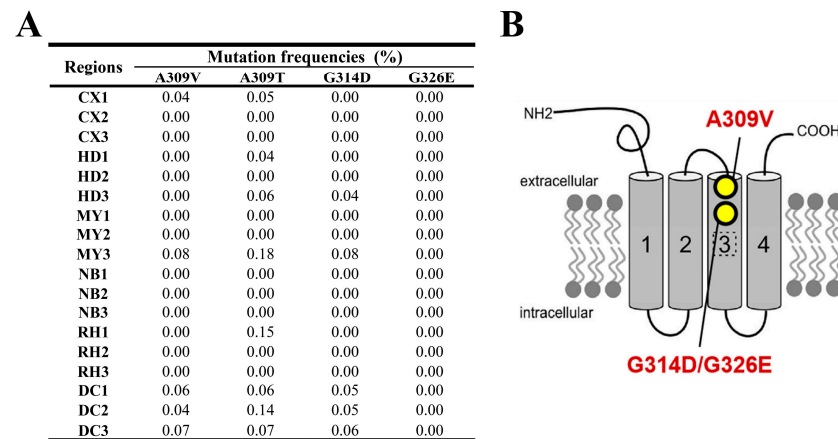 A
Regions Mutation frequencies (%)
A309V A309T G314D G326E
CX1 0.04 0.05 0.00 0.00
CX2 0.00 0.00 0.00 0.00
CX3 0.00 0.00 0.00 0.00
HD1 0.00 0.04 0.00 0.00
HD2 0.00 0.00 0.00 0.00
HD3 0.00 0.06 0.04 0.00
MY1 0.00 0.00 0.00 0.00
MY2 0.00 0.00 0.00 0.00
MY3 0.08 0.18 0.08 0.00
NB1 0.00 0.00 0.00 0.00
NB2 0.00 0.00 0.00 0.00
NB3 0.00 0.00 0.00 0.00
RH1 0.00 0.15 0.00 0.00
RH2 0.00 0.00 0.00 0.00
RH3 0.00 0.00 0.00 0.00
DC1 0.06 0.06 0.05 0.00
DC2 0.04 0.14 0.05 0.00
DC3 0.07 0.07 0.06 0.00
B
NH2
A309V
COOH
extracellular
1 2 3 4
intracellular
G314D/G326E